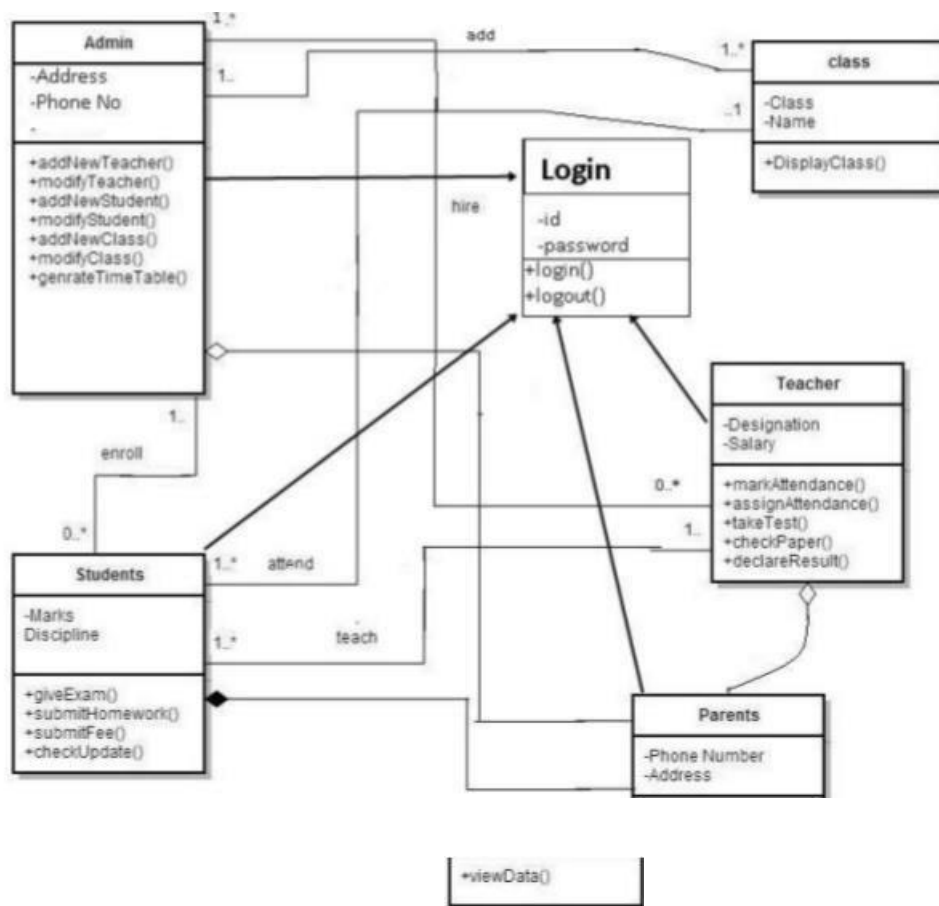 Admin
-Address
-Phone No
-
+addNewTeacher()
+modifyTeacher()
+addNewStudent()
+modifyStudent()
+addNewClass()
+modifyClass()
+genrateTimeTable()
1..*
1..
add
1..*
..1
class
-Class
-Name
+DisplayClass()
hire
Login
-id
-password
+login()
+logout()
1..
enroll
0..*
Teacher
-Designation
-Salary
+markAttendance()
+assignAttendance()
+takeTest()
+checkPaper()
+declareResult()
0..*
1..
Students
-Marks
Discipline
+giveExam()
+submitHomework()
+submitFee()
+checkUpdate()
1..*
attend
1..*
teach
Parents
-Phone Number
-Address
+viewData()